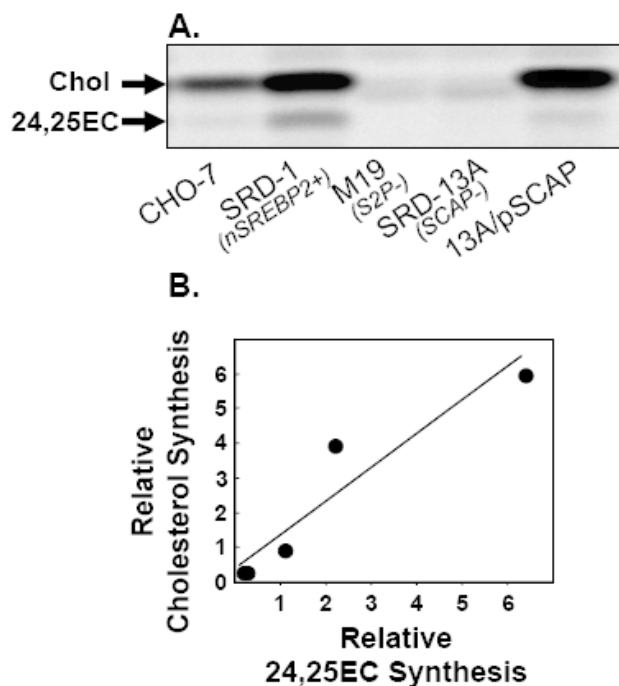 A.
Chol
24,25EC
CHO-7
SRD-1
(nSREBP2+)
M19
(S2P-)
SRD-13A
(SCAP-)
13A/pSCAP
B.
Relative
Cholesterol Synthesis
6
5
4
3
2
1
0
1 2 3 4 5 6
Relative
24,25EC Synthesis